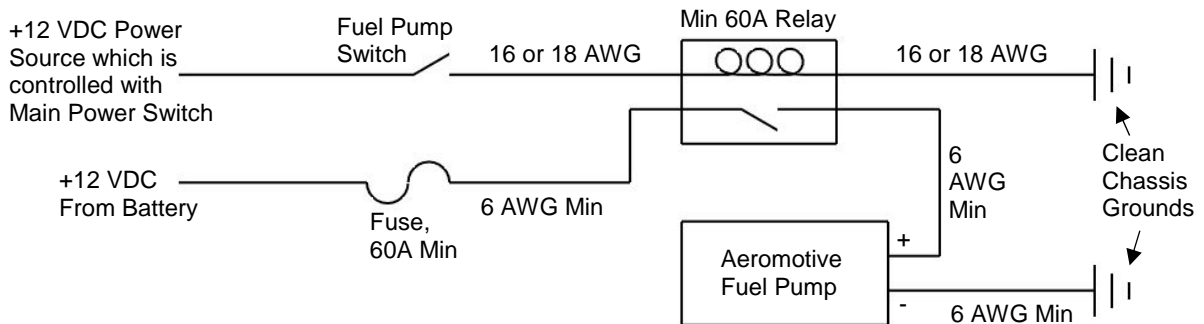 +12 VDC Power
Source which is
controlled with
Main Power Switch
Fuel Pump
Switch
16 or 18 AWG
Min 60A Relay
16 or 18 AWG
+12 VDC
From Battery
Fuse,
60A Min
6 AWG Min
6
AWG
Min
Clean
Chassis
Grounds
Aeromotive
Fuel Pump
+
-
6 AWG Min